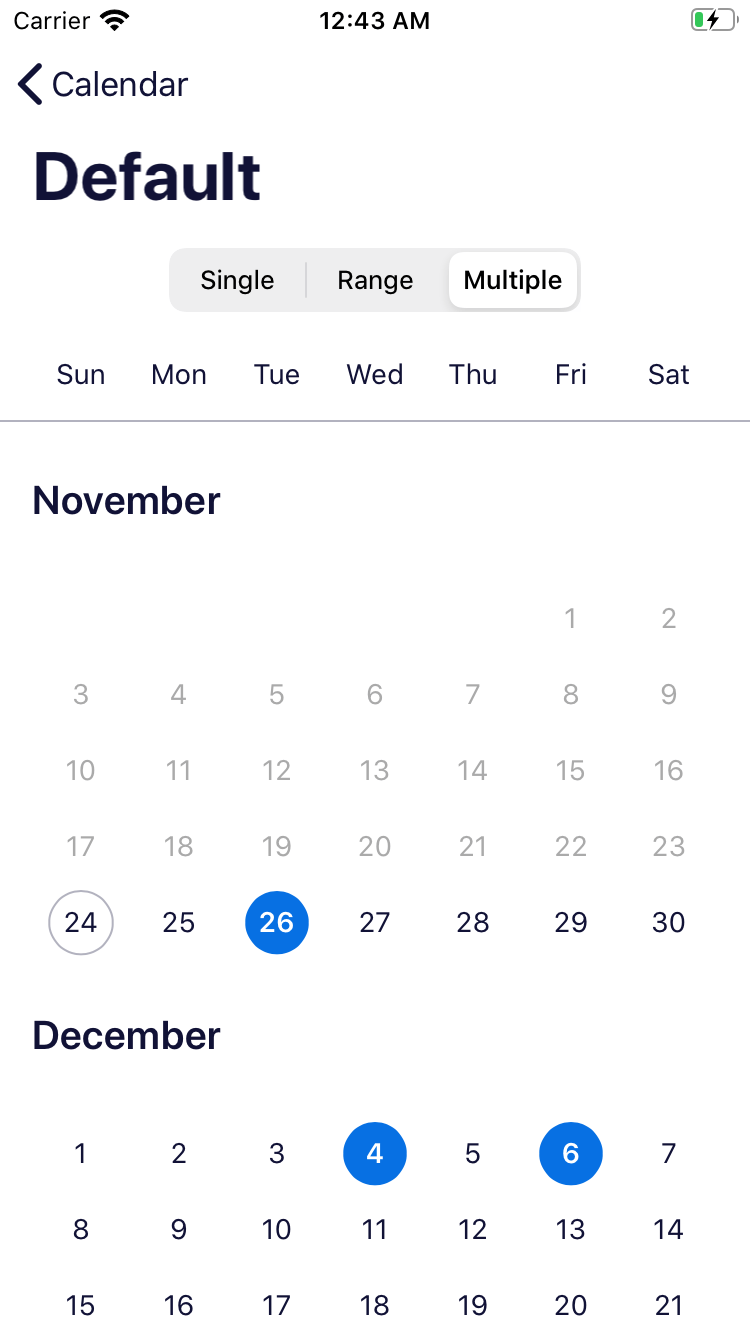 Carrier 12:43 AM
Calendar
Default
Single Range Multiple
Sun Mon Tue Wed Thu Fri Sat
November
1 2
3 4 5 6 7 8 9
10 11 12 13 14 15 16
17 18 19 20 21 22 23
24 25 26 27 28 29 30
December
1 2 3 4 5 6 7
8 9 10 11 12 13 14
15 16 17 18 19 20 21